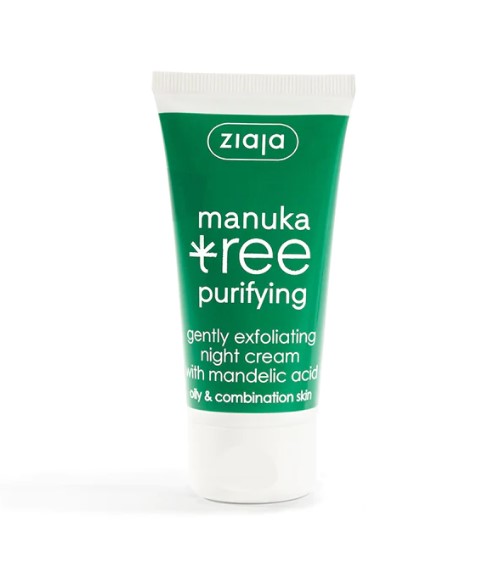 ziaja
manuka
tree
purifying
gently exfoliating
night cream
with mandelic acid
oily & combination skin